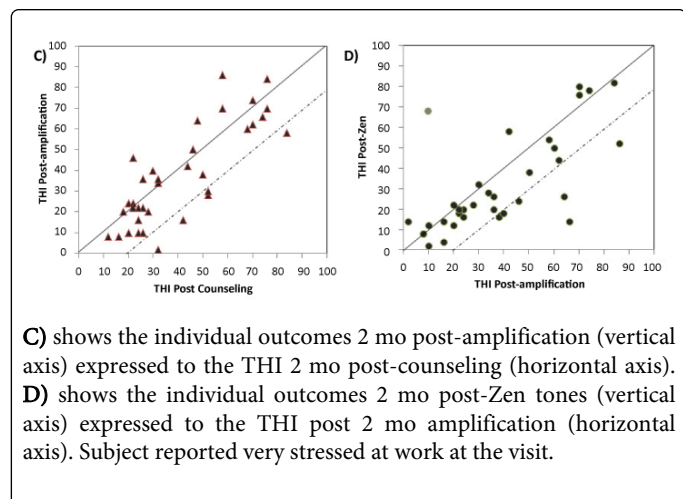 C)
100
90
80
70
60
50
40
30
20
10
0
THI Post-amplification
0 10 20 30 40 50 60 70 80 90 100
THI Post Counseling
D)
100
90
80
70
60
50
40
30
20
10
0
THI Post-Zen
0 10 20 30 40 50 60 70 80 90 100
THI Post-amplification
C) shows the individual outcomes 2 mo post-amplification (vertical
axis) expressed to the THI 2 mo post-counseling (horizontal axis).
D) shows the individual outcomes 2 mo post-Zen tones (vertical
axis) expressed to the THI post 2 mo amplification (horizontal
axis). Subject reported very stressed at work at the visit.